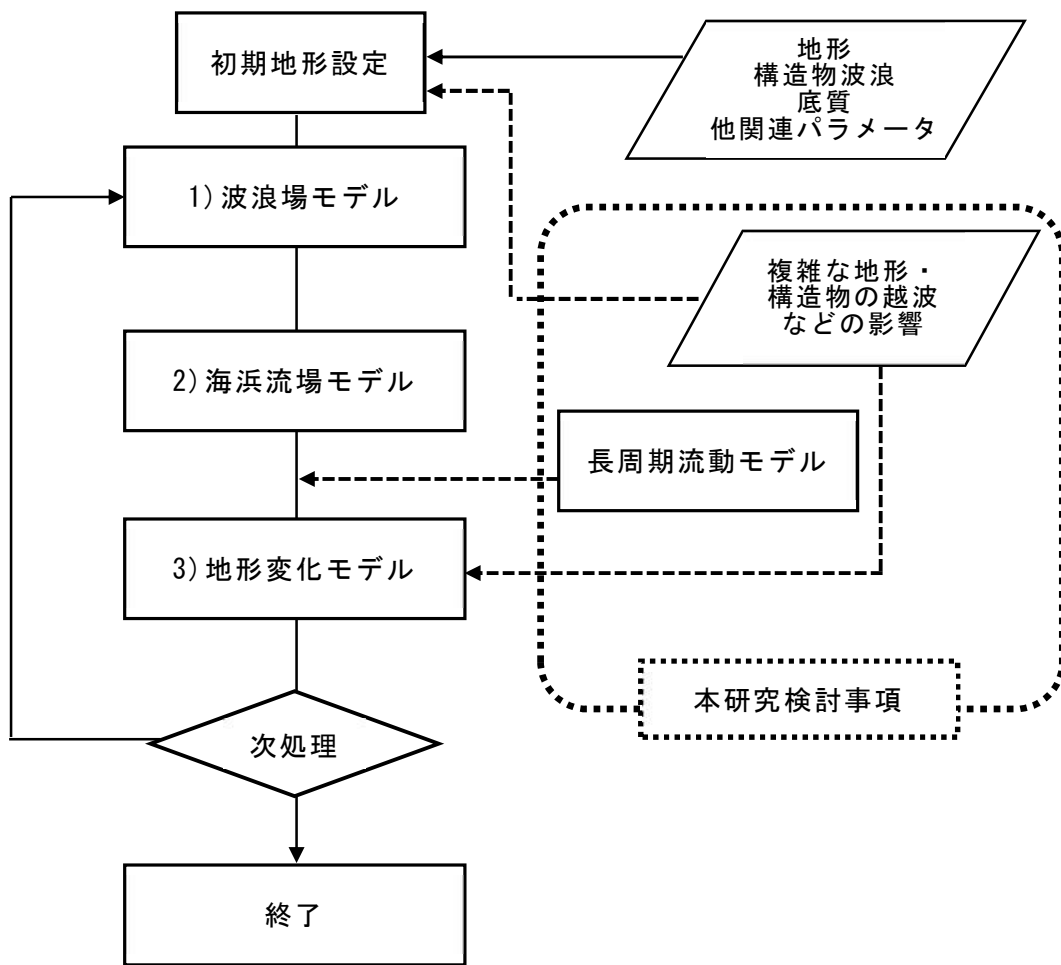 初期地形設定
地形
構造物波浪
底質
他関連パラメータ
1)波浪場モデル
複雑な地形・
構造物の越波
などの影響
2)海浜流場モデル
長周期流動モデル
3)地形変化モデル
本研究検討事項
次処理
終了